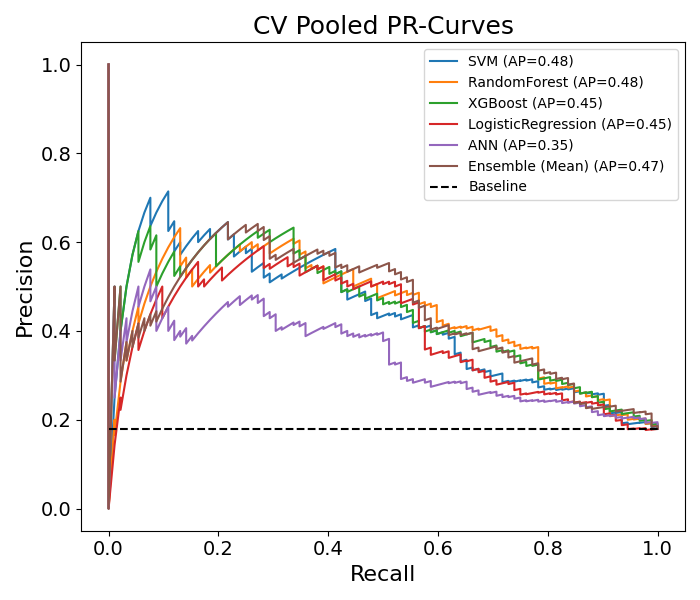 CV Pooled PR-Curves
SVM (AP=0.48)
RandomForest (AP=0.48)
XGBoost (AP=0.45)
LogisticRegression (AP=0.45)
ANN (AP=0.35)
Ensemble (Mean) (AP=0.47)
Baseline
Precision
1.0
0.8
0.6
0.4
0.2
0.0
0.0 0.2 0.4 0.6 0.8 1.0
Recall